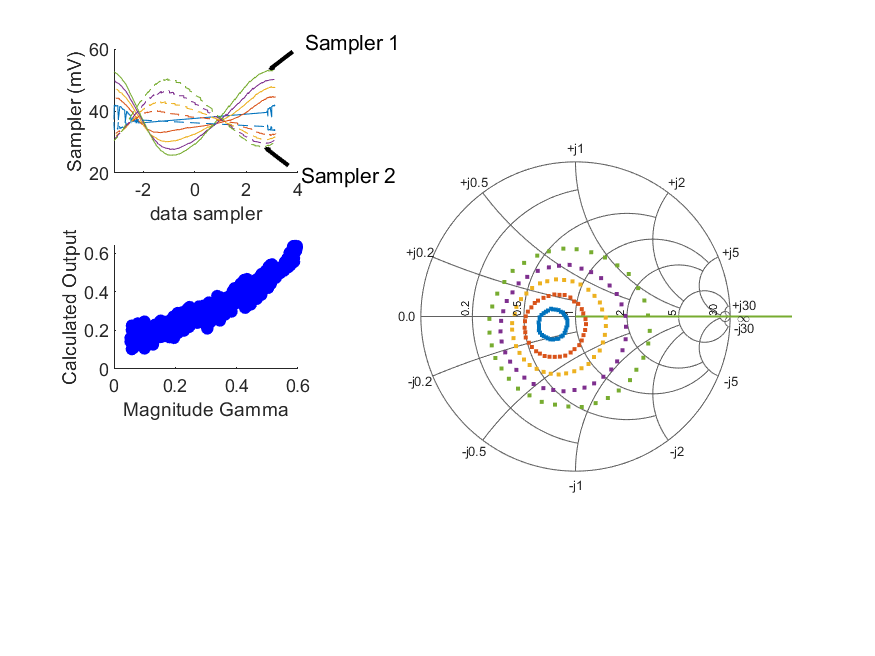 Sampler 1
60
40
20
Sampler (mV)
-2
0
2
4
data sampler
Sampler 2
0.6
0.4
0.2
0
Calculated Output
0
0.2
0.4
0.6
Magnitude Gamma
+j1
+j0.5
+j2
+j0.2
+j5
0.0
0.2
0.5
1
2
5
30
+j30
-j30
-j0.2
-j5
-j0.5
-j2
-j1